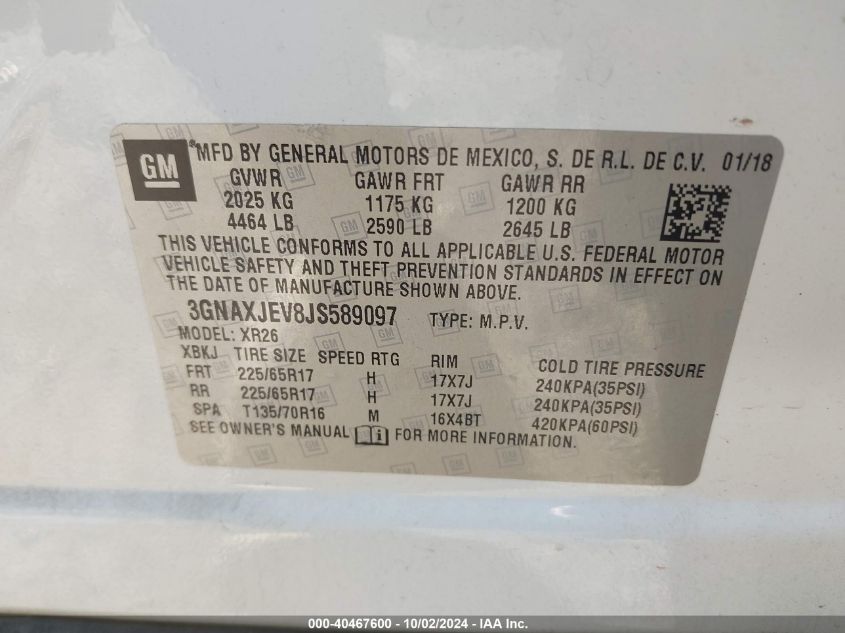 GM *MFD BY GENERAL MOTORS DE MEXICO, S. DE R.L. DE C.V. 01/18
GVWR GAWR FRT GAWR RR
2025 KG 1175 KG 1200 KG
4464 LB 2590 LB 2645 LB
THIS VEHICLE CONFORMS TO ALL APPLICABLE U.S. FEDERAL MOTOR
VEHICLE SAFETY AND THEFT PREVENTION STANDARDS IN EFFECT ON
THE DATE OF MANUFACTURE SHOWN ABOVE.
3GNAXJEV8JS589097 TYPE: M.P.V.
MODEL: XR26
XBKJ TIRE SIZE SPEED RTG RIM COLD TIRE PRESSURE
FRT 225/65R17 H 17X7J 240KPA(35PSI)
RR 225/65R17 H 17X7J 240KPA(35PSI)
SPA T135/70R16 M 16X4BT 420KPA(60PSI)
SEE OWNER'S MANUAL i FOR MORE INFORMATION.
000-40467600 - 10/02/2024 - IAA Inc.